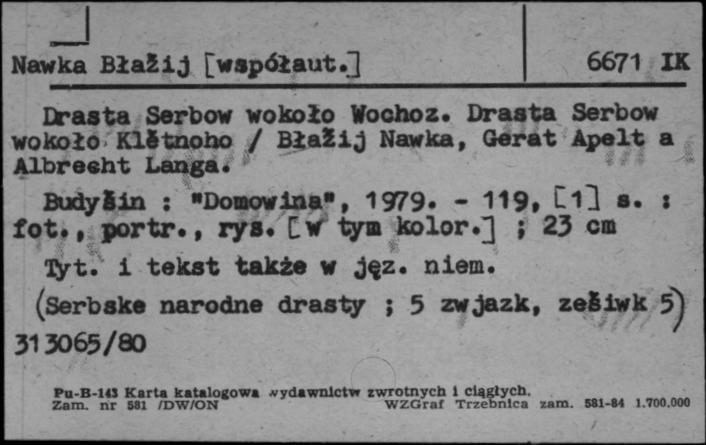 Nawka Błažij [współaut.] 6671 IK
Drasta Serbow wokoło Wochoz. Drasta Serbow
wokoło Klětnoho / Błažij Nawka, Gerat Apelt a
Albrecht Langa.
Budyšin : "Domowina", 1979. - 119, [1] s. :
fot., portr., rys. [w tym kolor.] ; 23 cm
Tyt. i tekst także w jęz. niem.
(Serbske narodne drasty ; 5 zwjazk, zešiwk 5)
313065/80
Pu-B-143 Karta katalogowa wydawnictw zwrotnych i ciągłych.
Zam. nr 581 /DW/ON WZGraf Trzebnica zam. 581-84 1.700.000